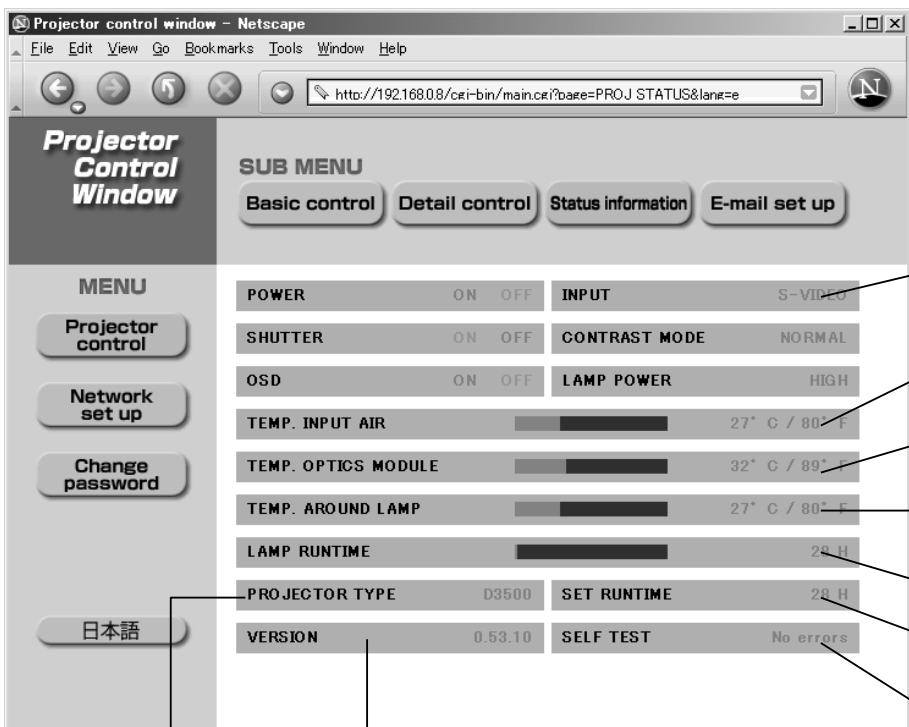 Projector control window - Netscape
File Edit View Go Bookmarks Tools Window Help
http://192.168.0.8/cgi-bin/main.cgi?page=PROJ STATUS&lang=e
N
Projector
Control
Window
SUB MENU
Basic control Detail control Status information E-mail set up
MENU
Projector
control
Network
set up
Change
password
日本語
POWER ON OFF INPUT S-VIDEO
SHUTTER ON OFF CONTRAST MODE NORMAL
OSD ON OFF LAMP POWER HIGH
TEMP. INPUT AIR 27° C / 80° F
TEMP. OPTICS MODULE 32° C / 89° F
TEMP. AROUND LAMP 27° C / 80° F
LAMP RUNTIME 28 H
PROJECTOR TYPE D3500 SET RUNTIME 28 H
VERSION 0.53.10 SELF TEST No errors